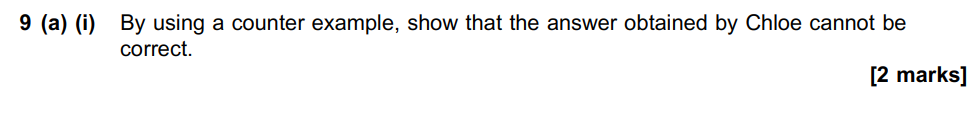 9 (a) (i) By using a counter example, show that the answer obtained by Chloe cannot be
correct.
[2 marks]